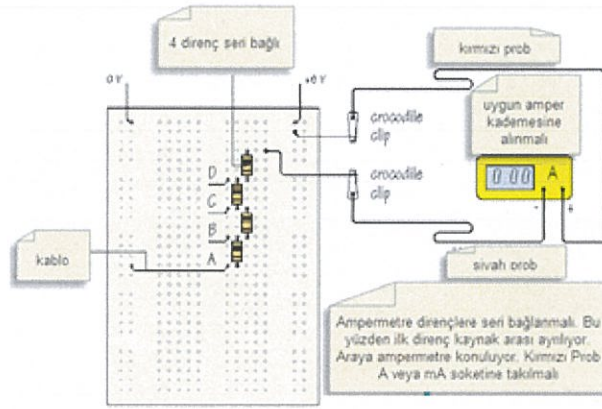 4 direnç seri bağlı
kırmızı prob
0V
+6V
uygun amper
kademesine
alınmalı
crocodile
clip
0.00
A
- +
crocodile
clip
D
C
B
A
kablo
siyah prob
Ampermetre dirençlere seri bağlanmalı. Bu
yüzden ilk direnç kaynak arası ayrılıyor.
Araya ampermetre konuluyor. Kırmızı Prob
A veya mA soketine takılmalı